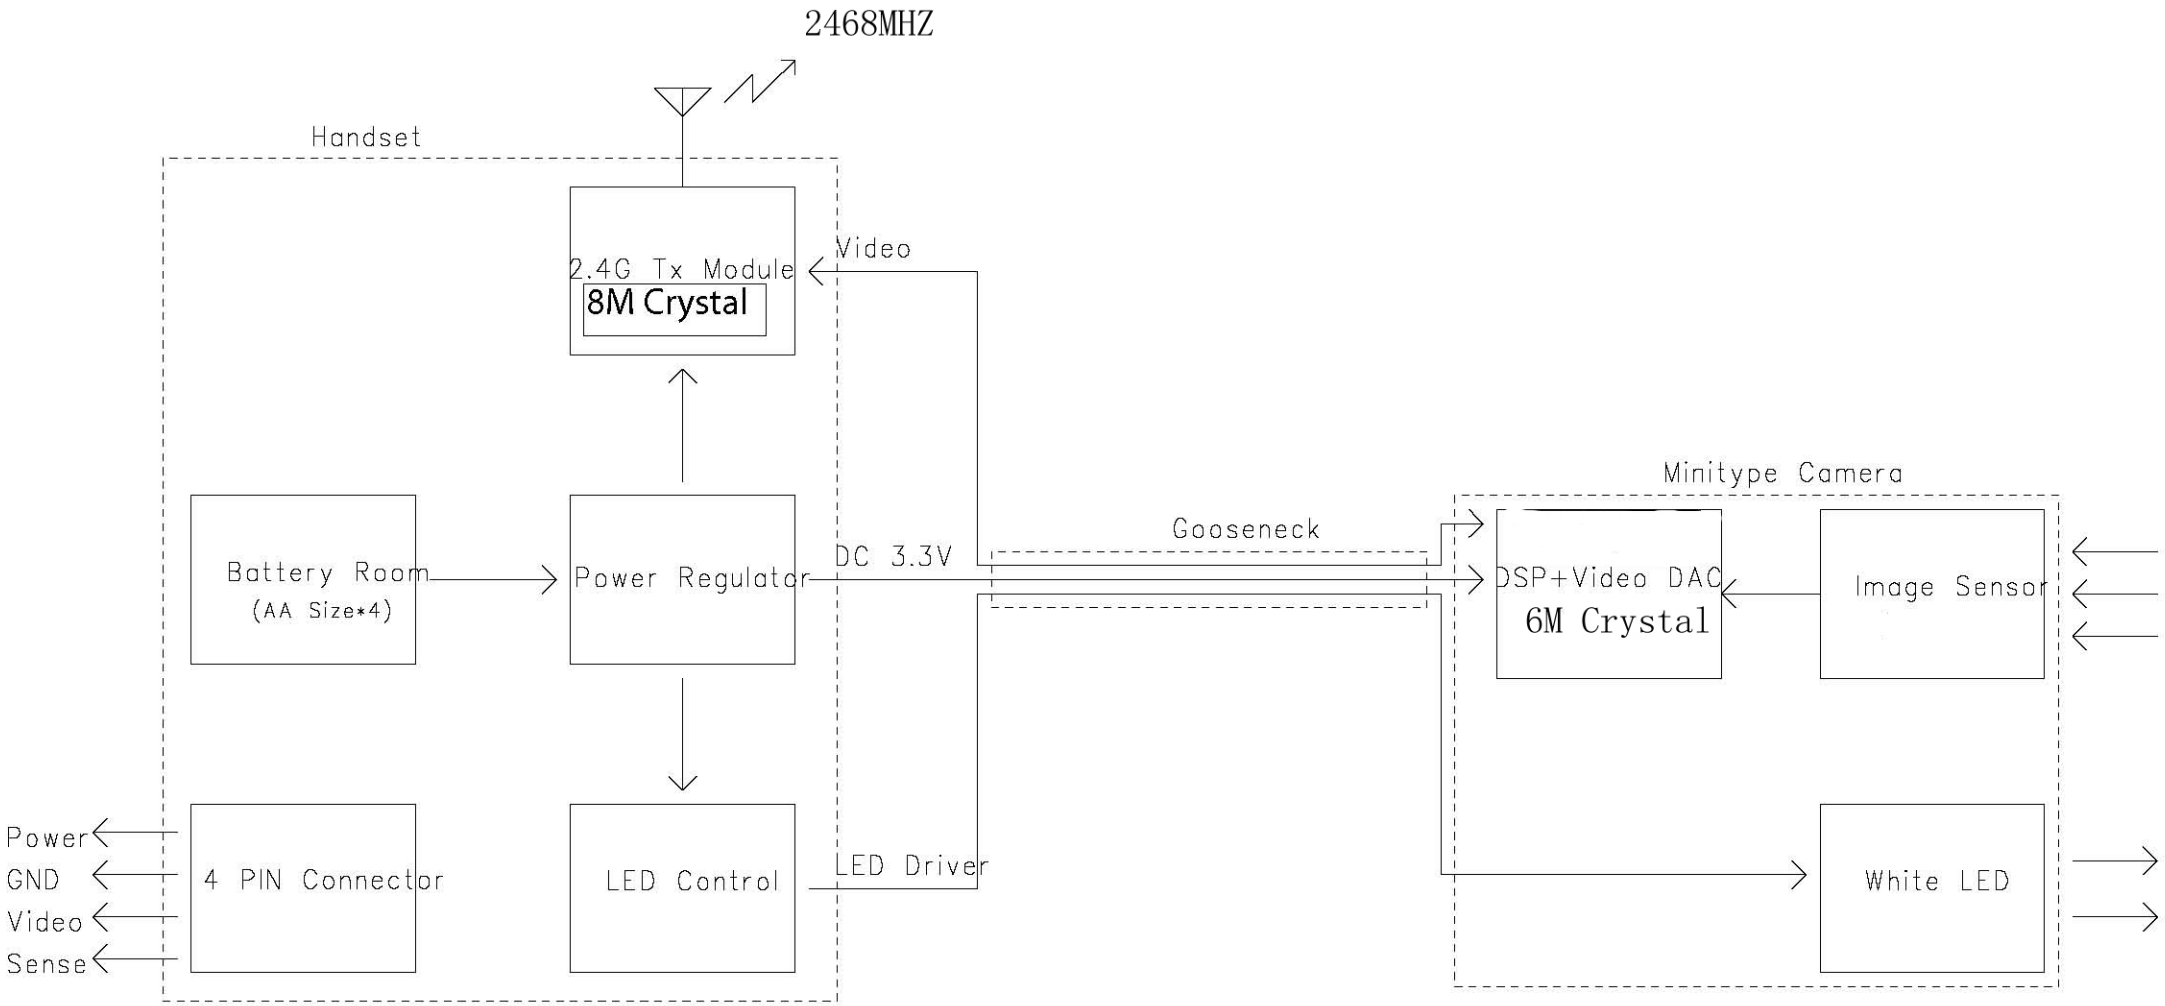 2468MHZ
Handset
Video
2.4G Tx Module
8M Crystal
Minitype Camera
Gooseneck
DC 3.3V
Battery Room
(AA Size*4)
Power Regulator
DSP+Video DAC
6M Crystal
Image Sensor
Power
GND
Video
Sense
4 PIN Connector
LED Control
LED Driver
White LED